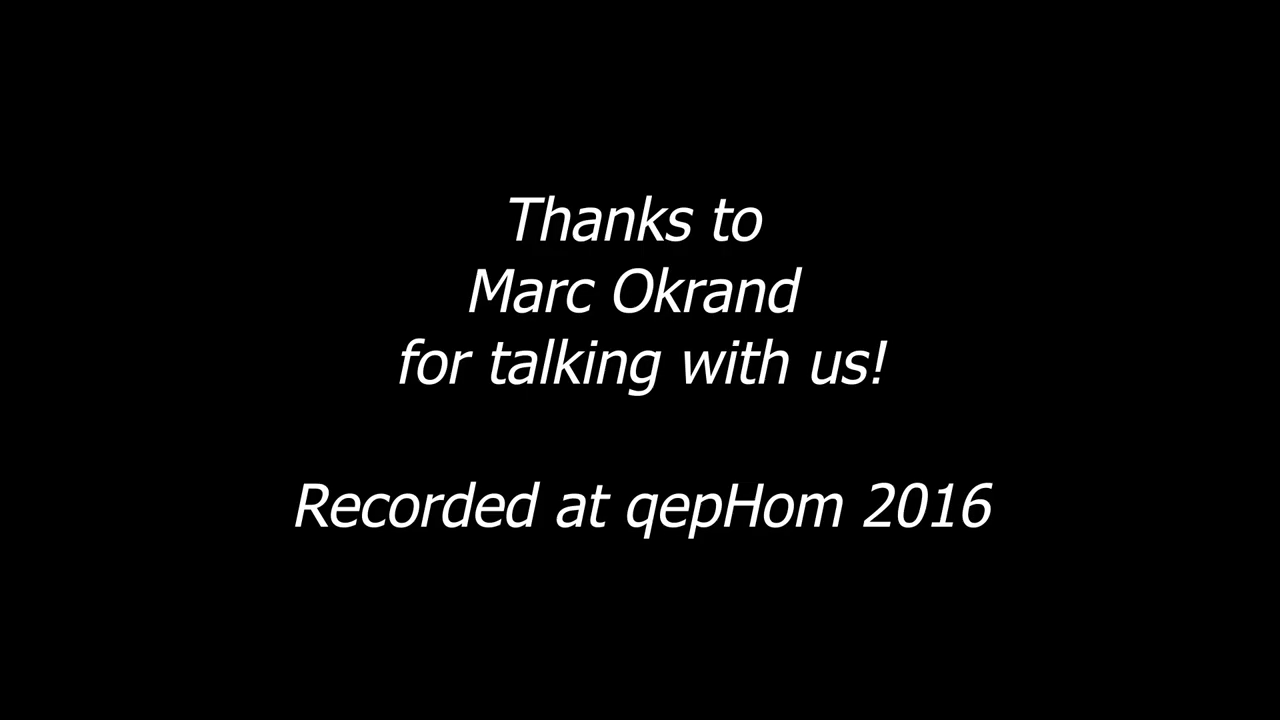 Thanks to
Marc Okrand
for talking with us!
Recorded at qepHom 2016